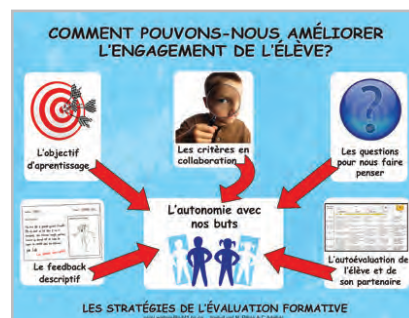 COMMENT POUVONS-NOUS AMÉLIORER
L'ENGAGEMENT DE L'ÉLÈVE?
L'objectif
d'aprentissage
Les critères en
collaboration
Les questions
pour nous faire
penser
L'autonomie avec
nos buts
Le feedback
descriptif
L'autoévaluation de
l'élève et de
son partenaire
LES STRATÉGIES DE L'ÉVALUATION FORMATIVE